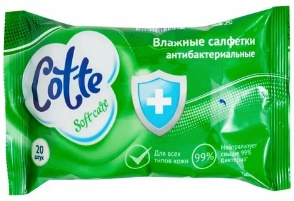 Влажные салфетки
антибактериальные
Cotte
Soft care
20
штук
Для всех
типов кожи
99%
Нейтрализует
свыше 99%
бактерий*